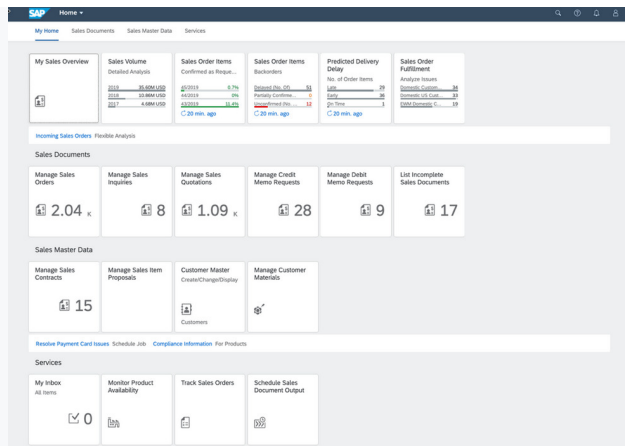 SAP Home
My Home Sales Documents Sales Master Data Services
My Sales Overview
Sales Volume
Detailed Analysis
2019 35.60M USD
2018 10.86M USD
2017 4.68M USD
Sales Order Items
Confirmed as Reque...
45/2019 0.7%
44/2019 0%
43/2019 11.4%
20 min. ago
Sales Order Items
Backorders
Delayed (No. Of) 51
Partially Confirme... 0
Unconfirmed (No. ... 12
20 min. ago
Predicted Delivery
Delay
No. of Order Items
Late 29
Early 36
On Time 1
20 min. ago
Sales Order
Fulfillment
Analyze Issues
Domestic Custom... 34
Domestic US Cust... 33
EWM Domestic C... 19
Incoming Sales Orders Flexible Analysis
Sales Documents
Manage Sales
Orders
2.04 K
Manage Sales
Inquiries
8
Manage Sales
Quotations
1.09 K
Manage Credit
Memo Requests
28
Manage Debit
Memo Requests
9
List Incomplete
Sales Documents
17
Sales Master Data
Manage Sales
Contracts
15
Manage Sales Item
Proposals
Customer Master
Create/Change/Display
Customers
Manage Customer
Materials
Resolve Payment Card Issues Schedule Job Compliance Information For Products
Services
My Inbox
All Items
0
Monitor Product
Availability
Track Sales Orders
Schedule Sales
Document Output